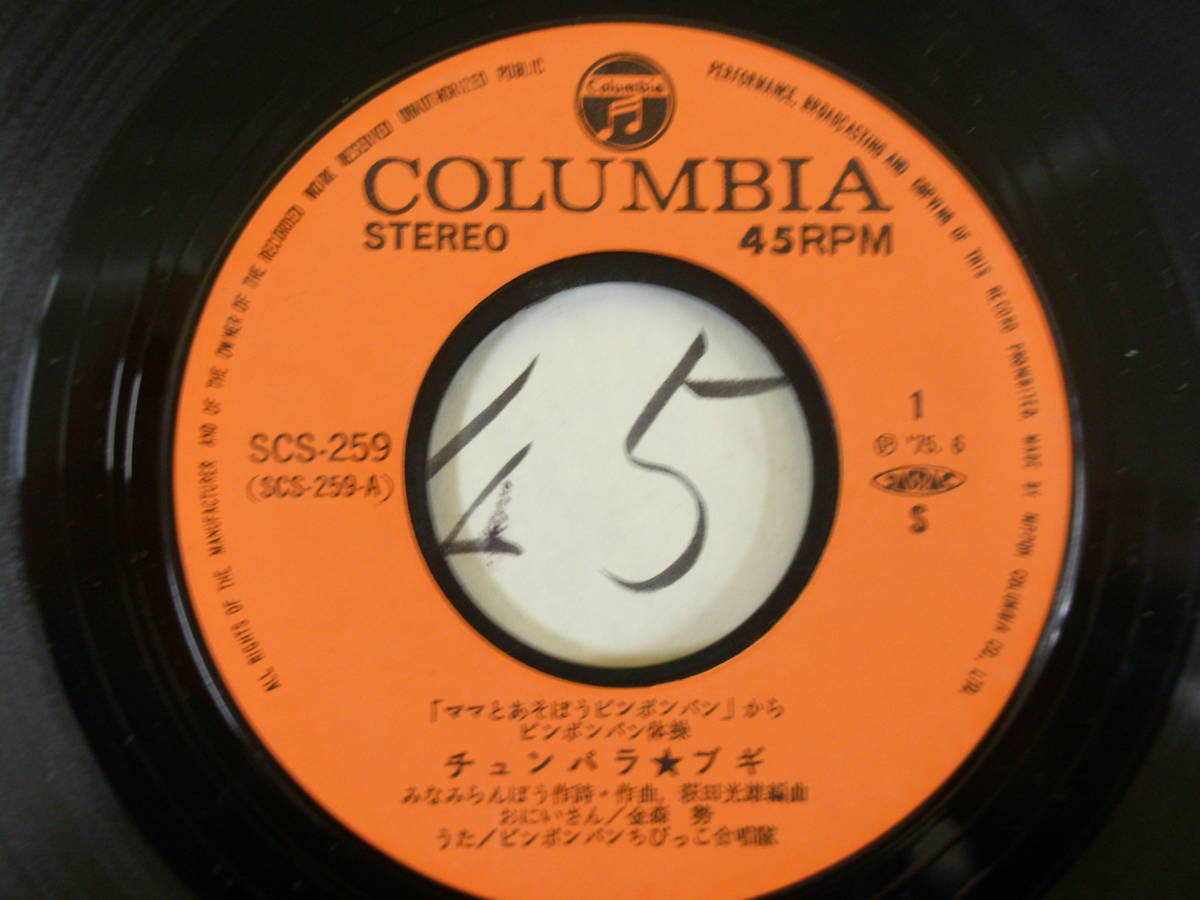 Columbia
COLUMBIA
STEREO 45RPM
SCS-259
(SCS-259-A)
1
Ⓟ '75.6
S
45
「ママとあそぼうピンポンパン」から
ピンポンパン体操
チュンバラ★ブギ
みなみらんぼう作詩・作曲, 萩田光雄編曲
おにいさん/金森 勢
うた/ピンポンパンちびっこ合唱団
ALL RIGHTS OF THE MANUFACTURER AND OF THE OWNER OF THE RECORDED WORK RESERVED UNAUTHORIZED PUBLIC
PERFORMANCE, BROADCASTING AND COPYING OF THIS RECORD PROHIBITED, MADE BY NIPPON COLUMBIA CO., LTD.